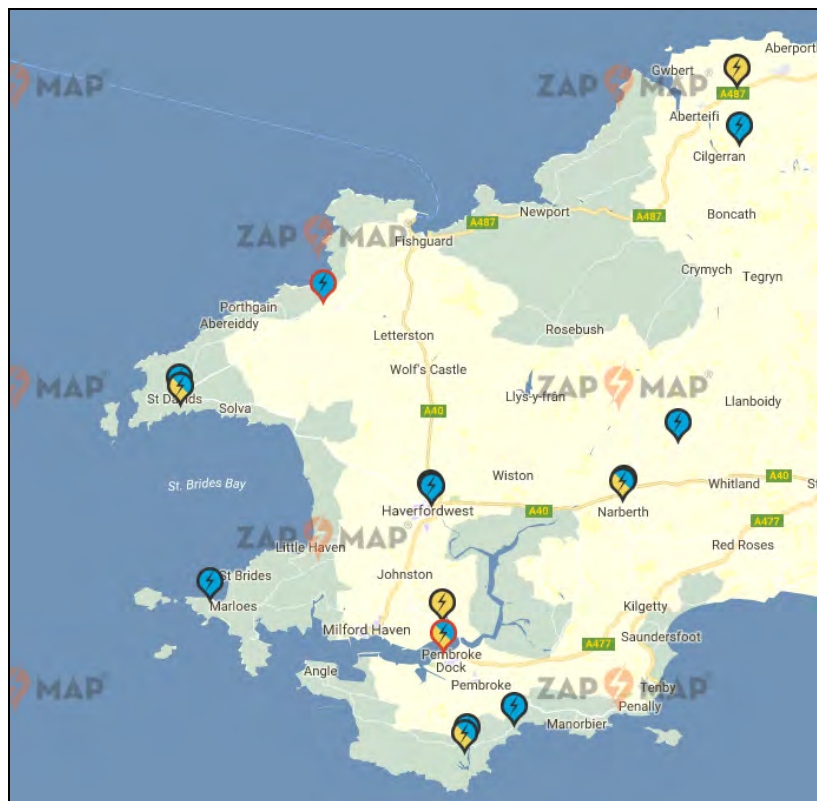 Aberporth
Gwbert
ZAP MAP®
MAP®
A487
Aberteifi
Cilgerran
Newport
Boncath
A487
A487
ZAP MAP®
Fishguard
Crymych
Tegryn
Porthgain
Abereiddy
Letterston
Rosebush
Wolf's Castle
MAP®
ZAP MAP®
Llys-y-frân
Llanboidy
St Davids
Solva
A40
St. Brides Bay
Wiston
Whitland
A40
Haverfordwest
A40
Narberth
A477
ZAP MAP®
Little Haven
Red Roses
St Brides
Johnston
Marloes
Kilgetty
Milford Haven
Saundersfoot
A477
Pembroke
Dock
Angle
Pembroke
MAP®
ZAP MAP®
Tenby
Penally
Manorbier